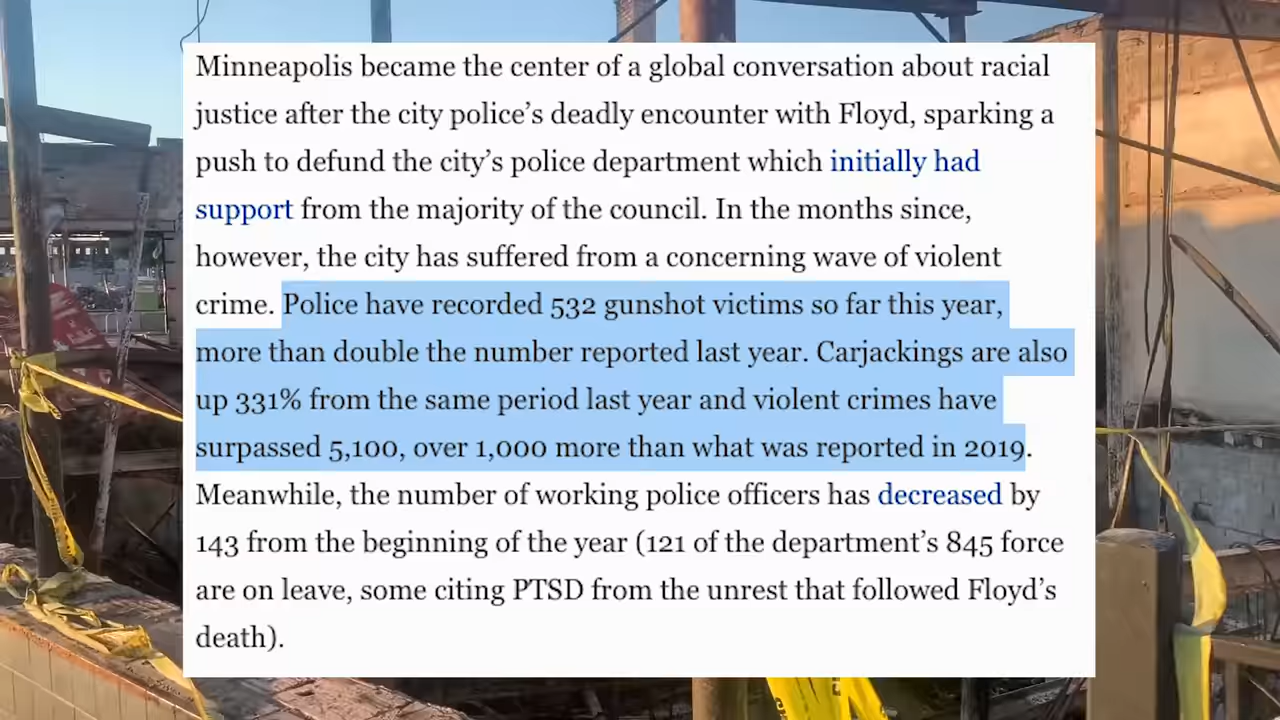 Minneapolis became the center of a global conversation about racial
justice after the city police’s deadly encounter with Floyd, sparking a
push to defund the city’s police department which initially had
support from the majority of the council. In the months since,
however, the city has suffered from a concerning wave of violent
crime. Police have recorded 532 gunshot victims so far this year,
more than double the number reported last year. Carjackings are also
up 331% from the same period last year and violent crimes have
surpassed 5,100, over 1,000 more than what was reported in 2019.
Meanwhile, the number of working police officers has decreased by
143 from the beginning of the year (121 of the department’s 845 force
are on leave, some citing PTSD from the unrest that followed Floyd’s
death).